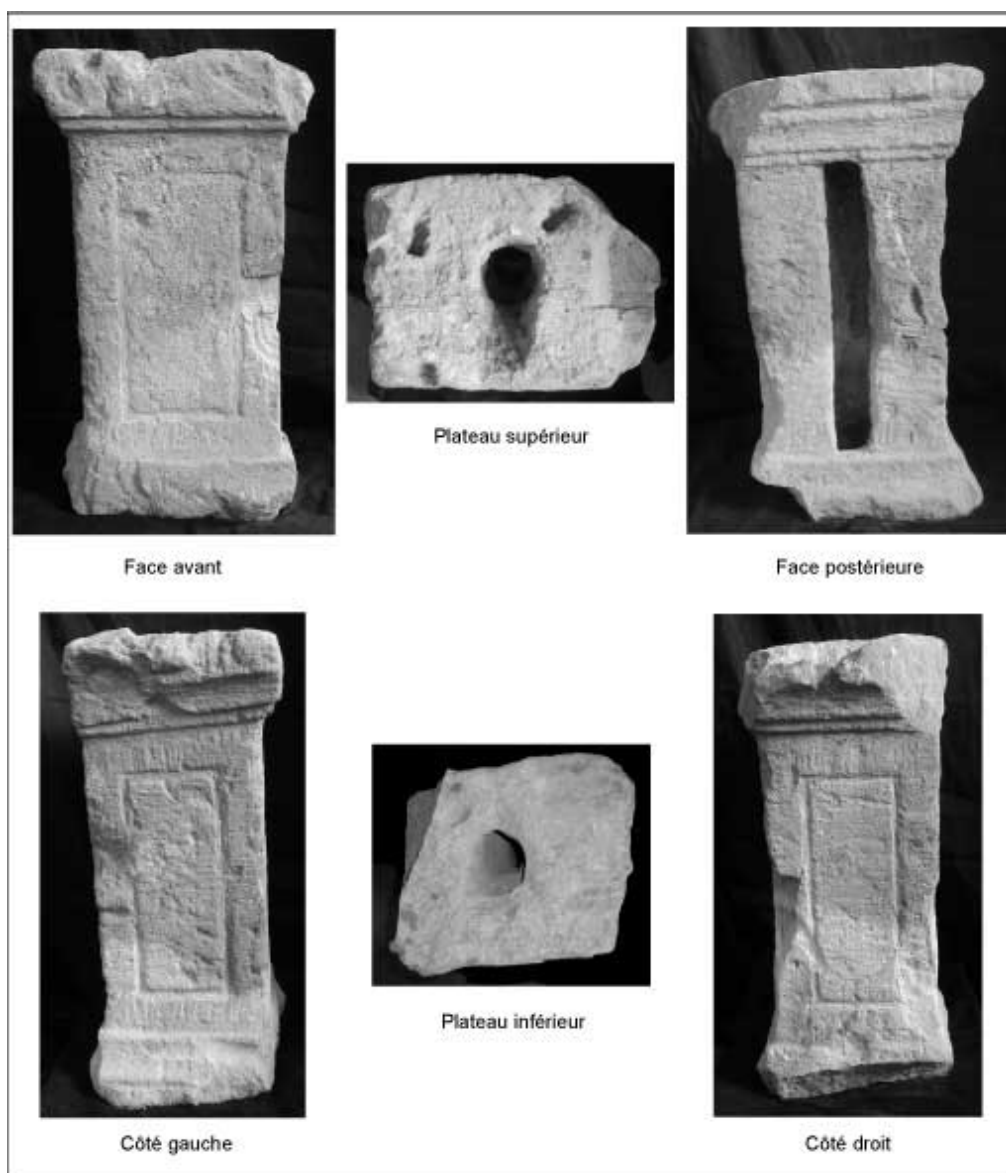 Plateau supérieur
Face avant
Face postérieure
Plateau inférieur
Côté gauche
Côté droit